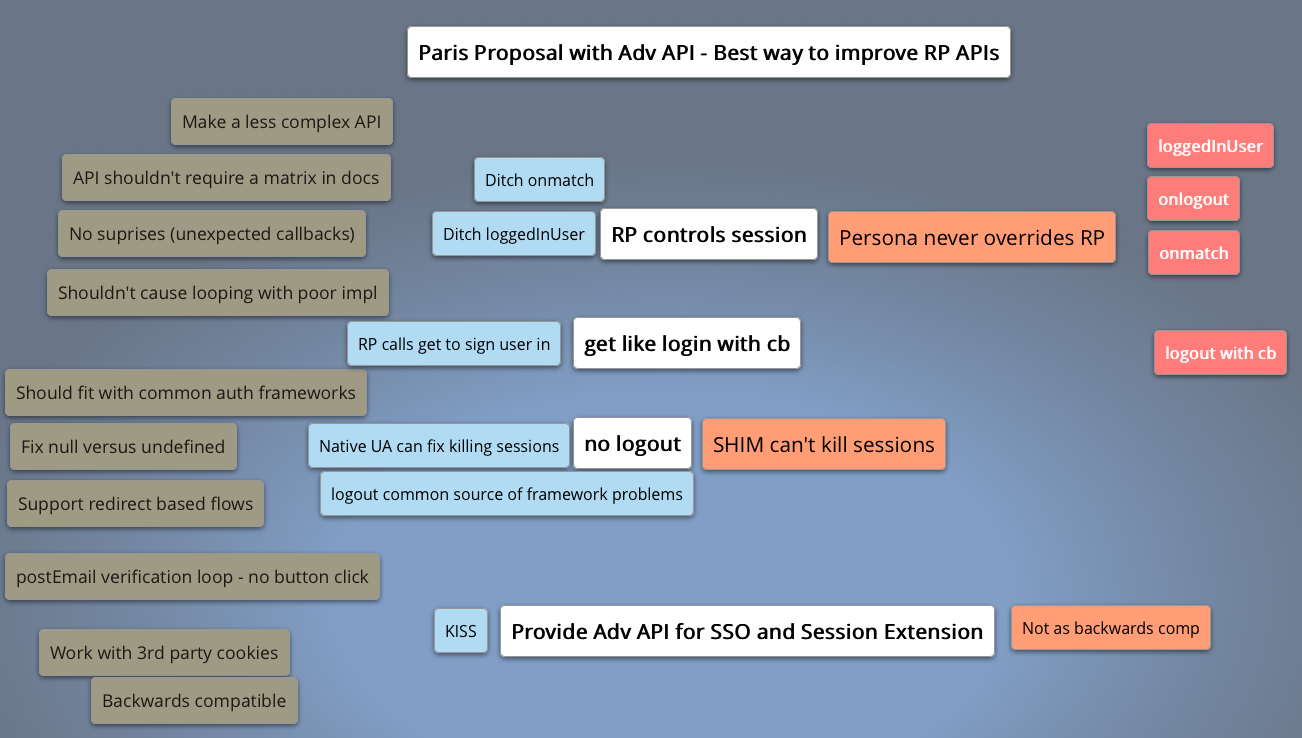 Paris Proposal with Adv API - Best way to improve RP APIs
Make a less complex API
API shouldn't require a matrix in docs
No suprises (unexpected callbacks)
Shouldn't cause looping with poor impl
Should fit with common auth frameworks
Fix null versus undefined
Support redirect based flows
postEmail verification loop - no button click
Work with 3rd party cookies
Backwards compatible
Ditch onmatch
Ditch loggedInUser
RP controls session
Persona never overrides RP
RP calls get to sign user in
get like login with cb
Native UA can fix killing sessions
no logout
SHIM can't kill sessions
logout common source of framework problems
KISS
Provide Adv API for SSO and Session Extension
Not as backwards comp
loggedInUser
onlogout
onmatch
logout with cb